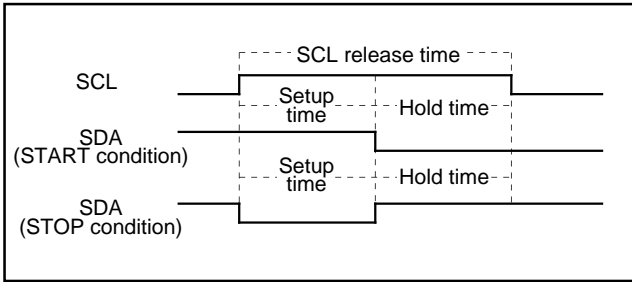 SCL release time
SCL
Setup
time
Hold time
SDA
(START condition)
Setup
time
Hold time
SDA
(STOP condition)